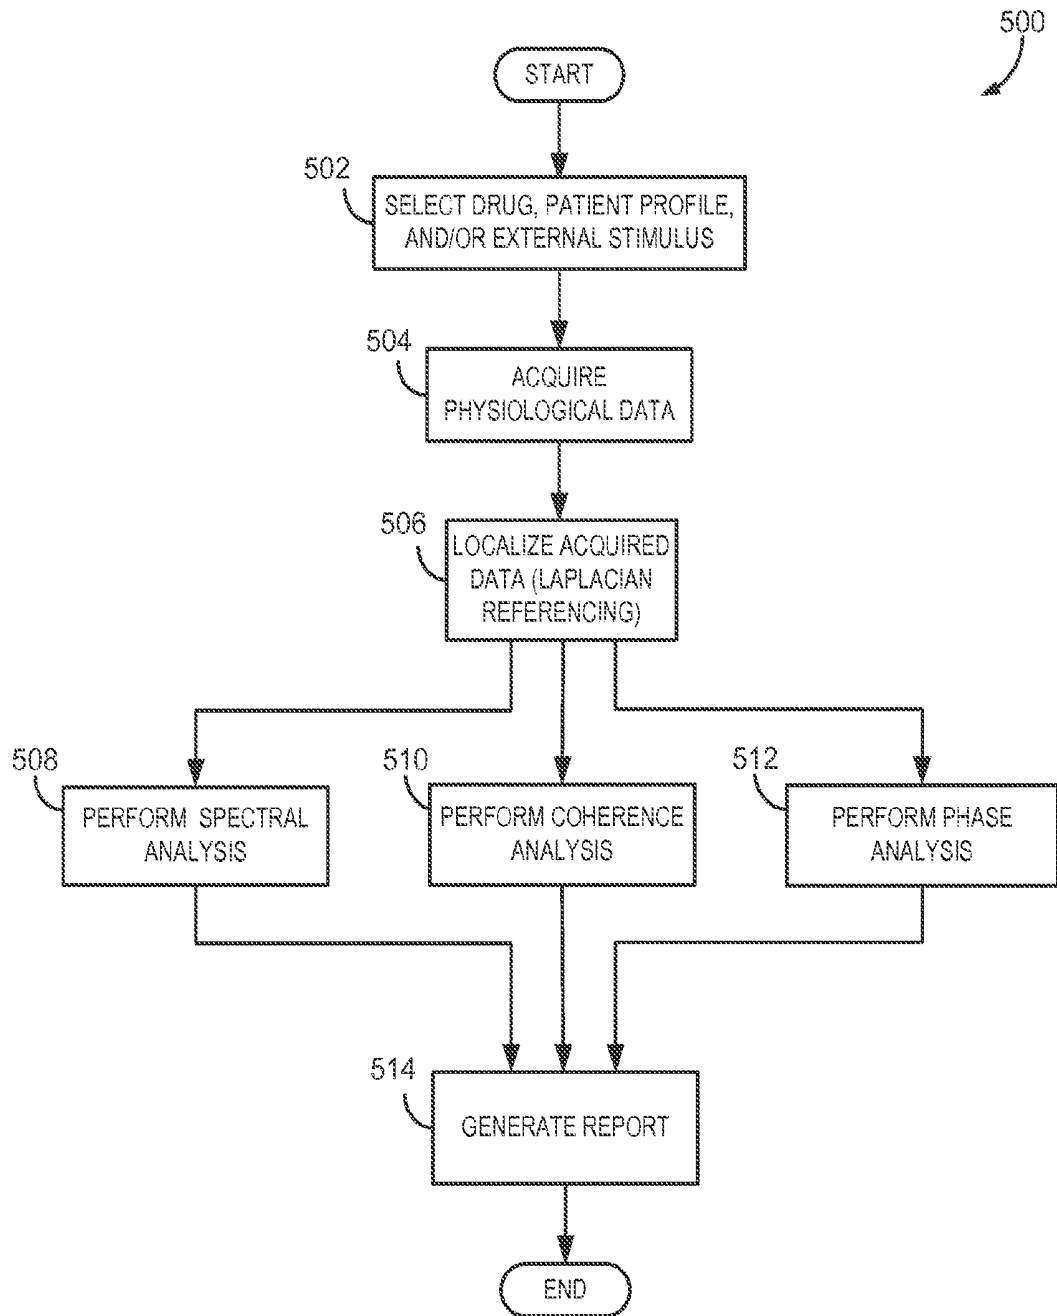 500
START
502
SELECT DRUG, PATIENT PROFILE,
AND/OR EXTERNAL STIMULUS
504
ACQUIRE
PHYSIOLOGICAL DATA
506
LOCALIZE ACQUIRED
DATA (LAPLACIAN
REFERENCING)
508
PERFORM SPECTRAL
ANALYSIS
510
PERFORM COHERENCE
ANALYSIS
512
PERFORM PHASE
ANALYSIS
514
GENERATE REPORT
END